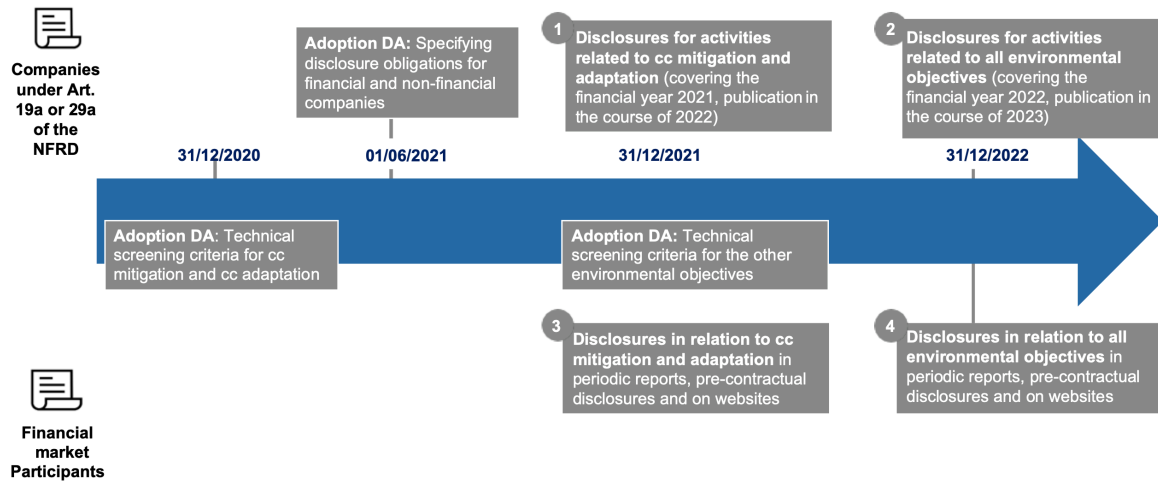 Companies
under Art.
19a or 29a
of the
NFRD
Adoption DA: Specifying
disclosure obligations for
financial and non-financial
companies
1
Disclosures for activities
related to cc mitigation and
adaptation (covering the
financial year 2021, publication in
the course of 2022)
2
Disclosures for activities
related to all environmental
objectives (covering the
financial year 2022, publication in
the course of 2023)
31/12/2020
01/06/2021
31/12/2021
31/12/2022
Adoption DA: Technical
screening criteria for cc
mitigation and cc adaptation
Adoption DA: Technical
screening criteria for the other
environmental objectives
3
Disclosures in relation to cc
mitigation and adaptation in
periodic reports, pre-contractual
disclosures and on websites
4
Disclosures in relation to all
environmental objectives in
periodic reports, pre-contractual
disclosures and on websites
Financial
market
Participants